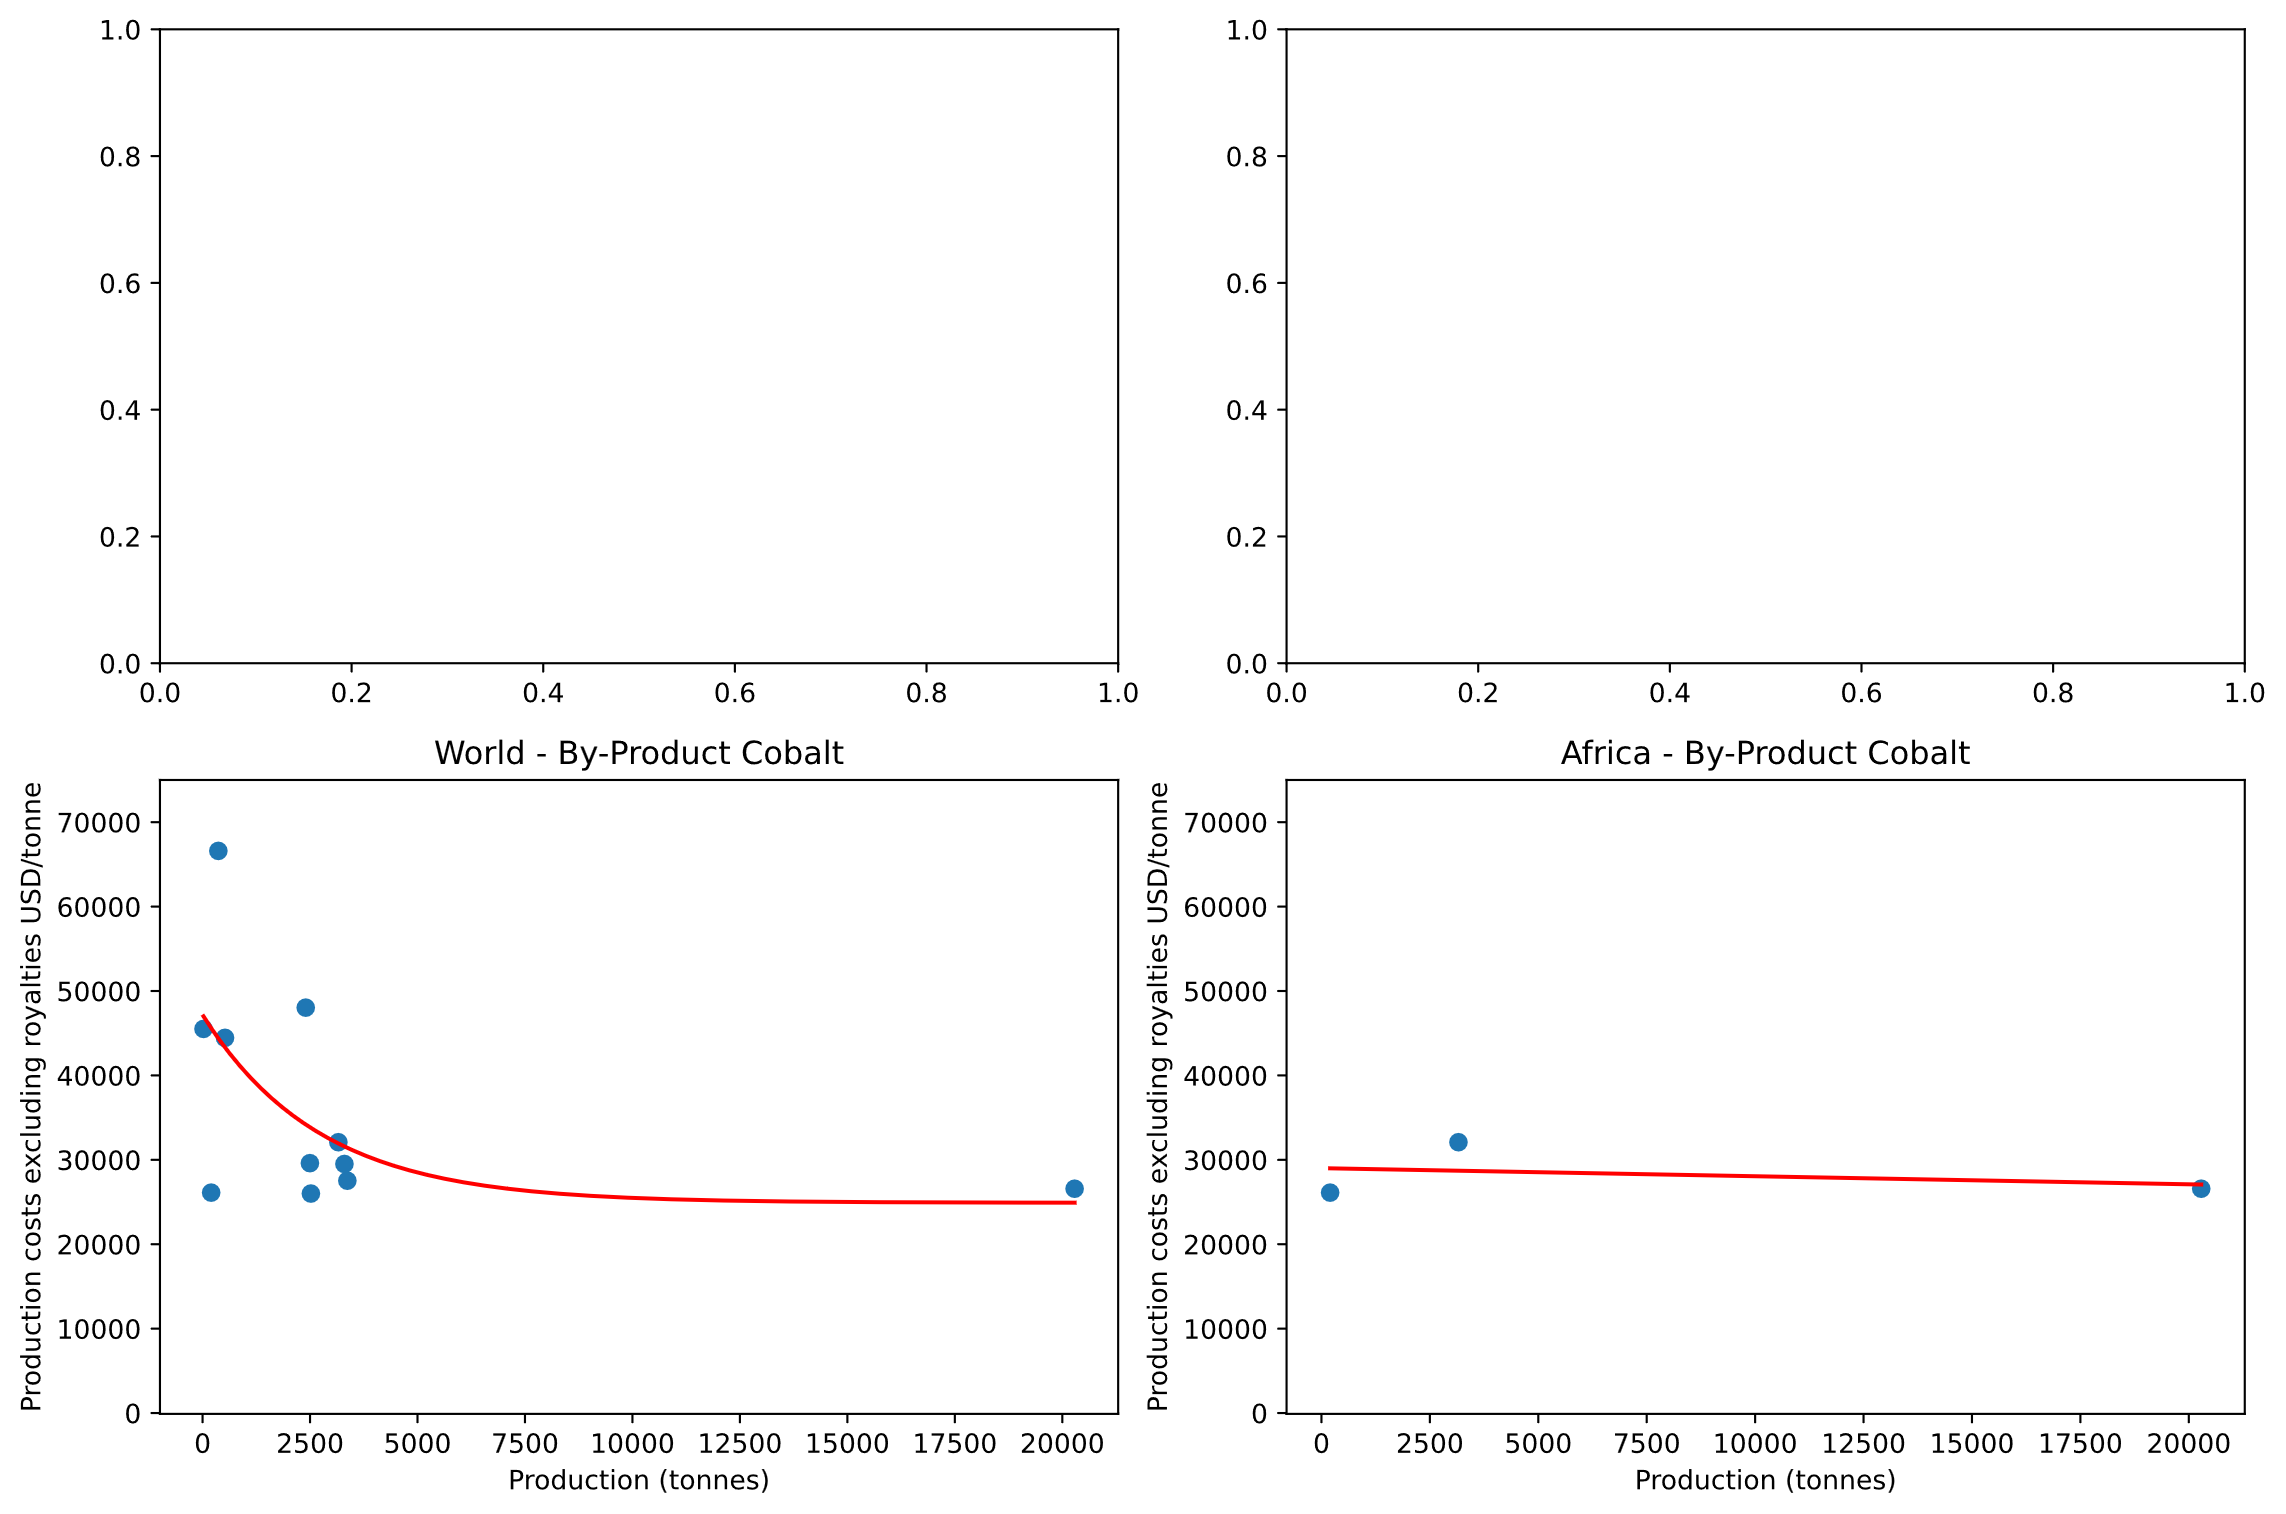 1.0
0.8
0.6
0.4
0.2
0.0
0.0 0.2 0.4 0.6 0.8 1.0
1.0
0.8
0.6
0.4
0.2
0.0
0.0 0.2 0.4 0.6 0.8 1.0
World - By-Product Cobalt
Production costs excluding royalties USD/tonne
70000
60000
50000
40000
30000
20000
10000
0
0 2500 5000 7500 10000 12500 15000 17500 20000
Production (tonnes)
Africa - By-Product Cobalt
Production costs excluding royalties USD/tonne
70000
60000
50000
40000
30000
20000
10000
0
0 2500 5000 7500 10000 12500 15000 17500 20000
Production (tonnes)